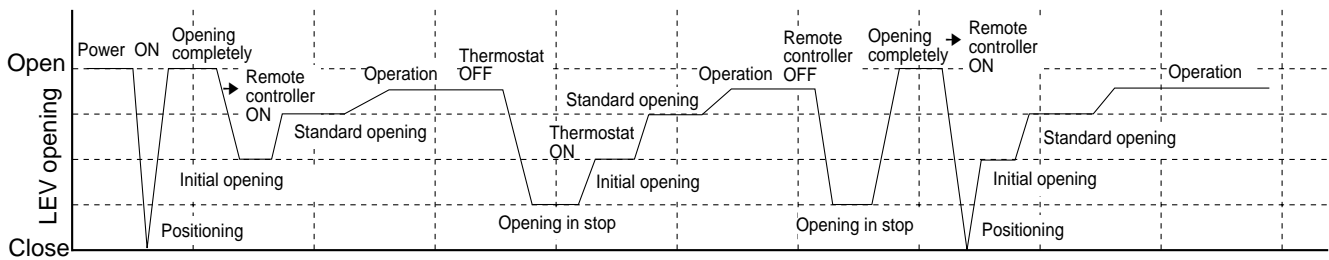 Open
LEV opening
Close
Power ON
Opening
completely
→ Remote
controller
ON
Positioning
Initial opening
Standard opening
Operation
Thermostat
OFF
Opening in stop
Thermostat
ON
Initial opening
Standard opening
Operation
Remote
controller
OFF
Opening in stop
Opening
completely
→ Remote
controller
ON
Positioning
Initial opening
Standard opening
Operation